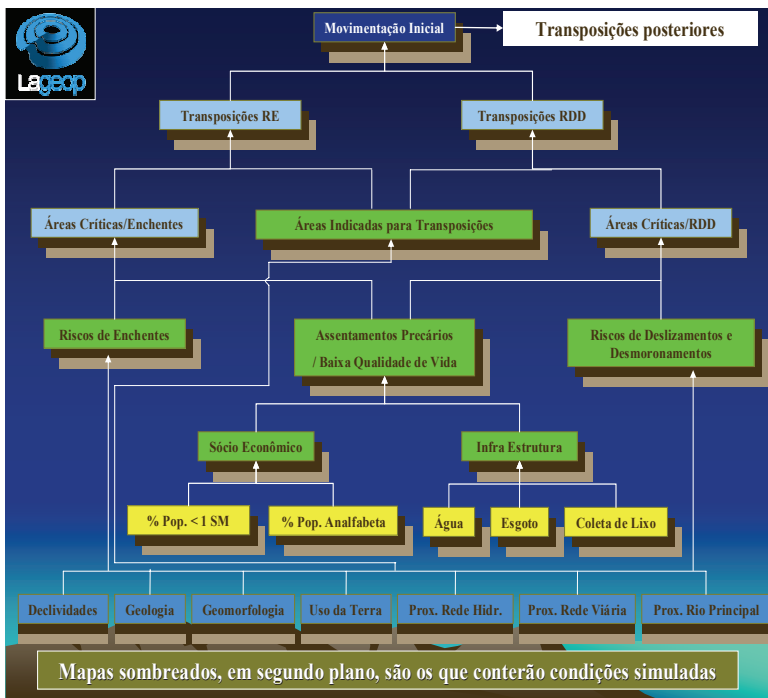 Lageop
Movimentação Inicial
Transposições posteriores
Transposições RE
Transposições RDD
Áreas Críticas/Enchentes
Áreas Indicadas para Transposições
Áreas Críticas/RDD
Riscos de Enchentes
Assentamentos Precários
/ Baixa Qualidade de Vida
Riscos de Deslizamentos e
Desmoronamentos
Sócio Econômico
Infra Estrutura
% Pop. < 1 SM
% Pop. Analfabeta
Água
Esgoto
Coleta de Lixo
Declividades
Geologia
Geomorfologia
Uso da Terra
Prox. Rede Hidr.
Prox. Rede Viária
Prox. Rio Principal
Mapas sombreados, em segundo plano, são os que conterão condições simuladas